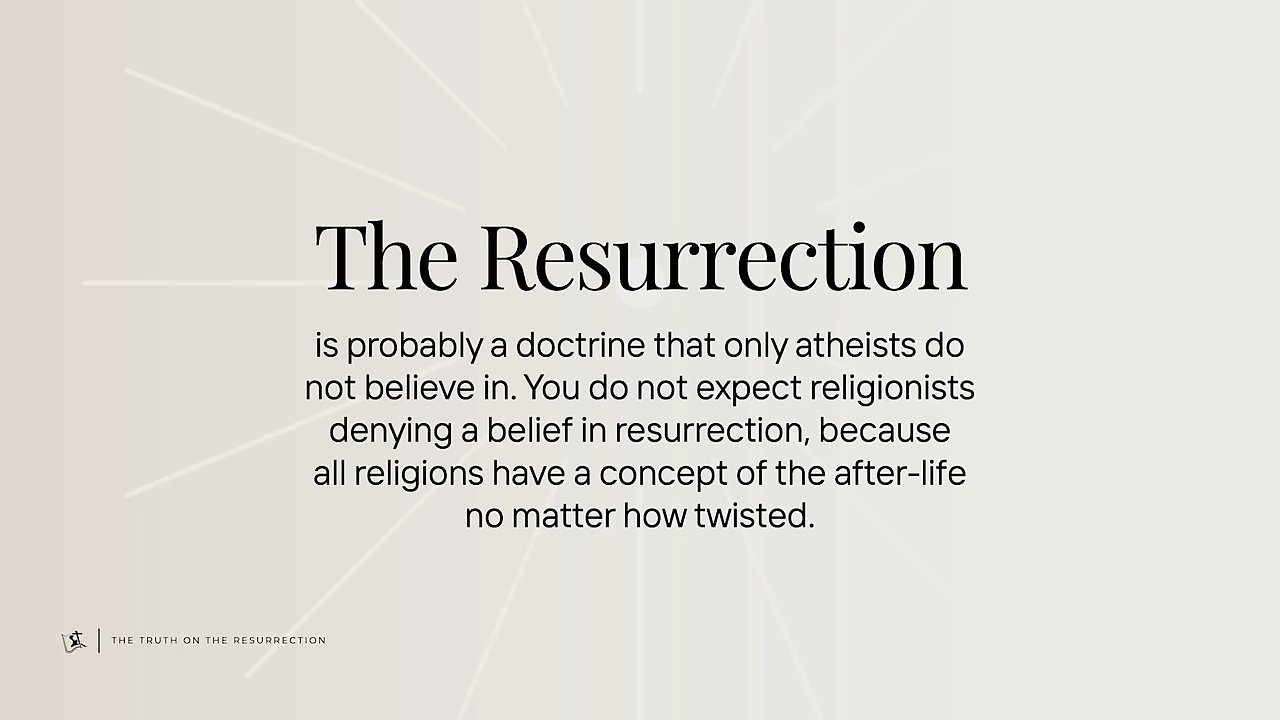 The Resurrection
is probably a doctrine that only atheists do
not believe in. You do not expect religionists
denying a belief in resurrection, because
all religions have a concept of the after-life
no matter how twisted.
THE TRUTH ON THE RESURRECTION